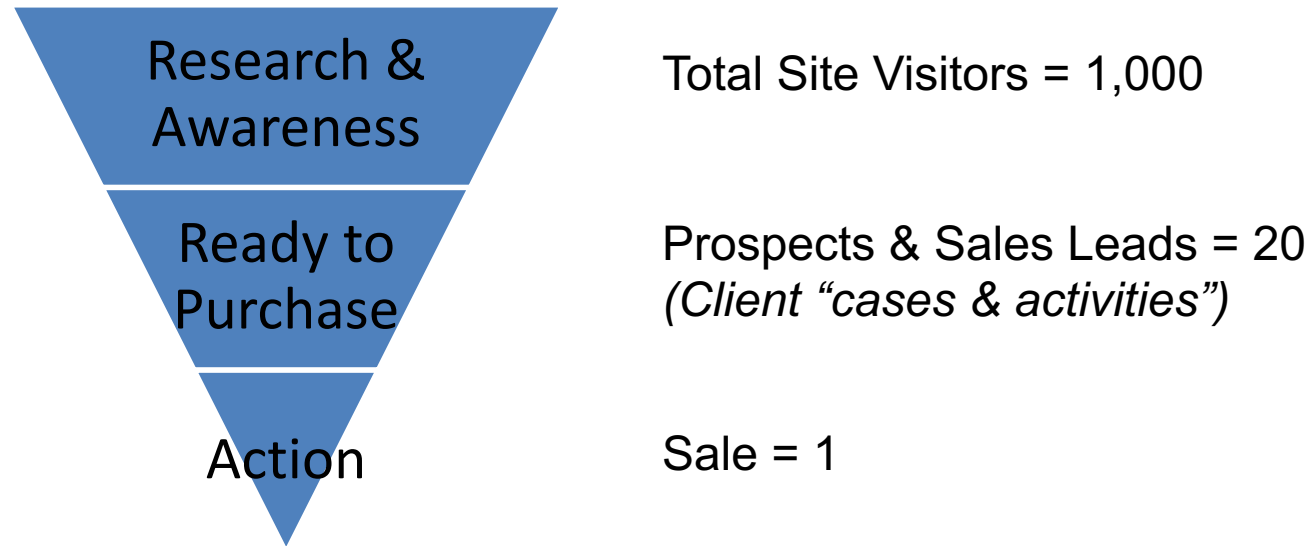 Research &
Awareness
Total Site Visitors = 1,000
Ready to
Purchase
Prospects & Sales Leads = 20
(Client “cases & activities”)
Action
Sale = 1